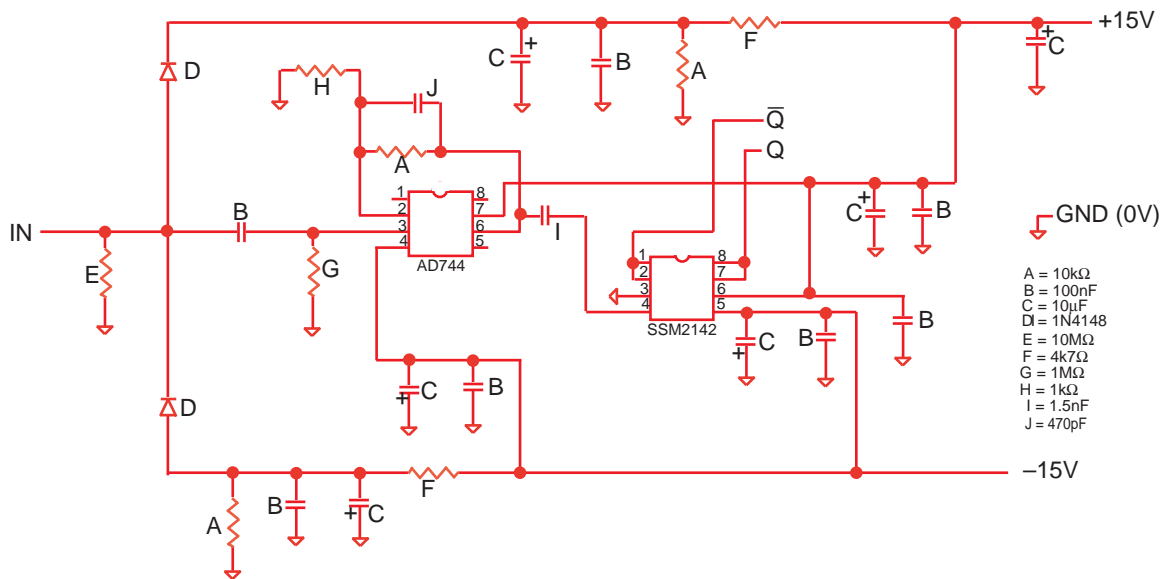 +15V
F
C
+
B
A
+
C
D
H
J
A
Q̅
Q
1
2
3
4
8
7
6
5
AD744
IN
B
E
G
I
+
C
B
GND (0V)
1
2
3
4
8
7
6
5
SSM2142
+
C
B
B
+
C
B
D
A = 10kΩ
B = 100nF
C = 10µF
D = 1N4148
E = 10MΩ
F = 4k7Ω
G = 1MΩ
H = 1kΩ
I = 1.5nF
J = 470pF
–15V
F
A
B
+
C